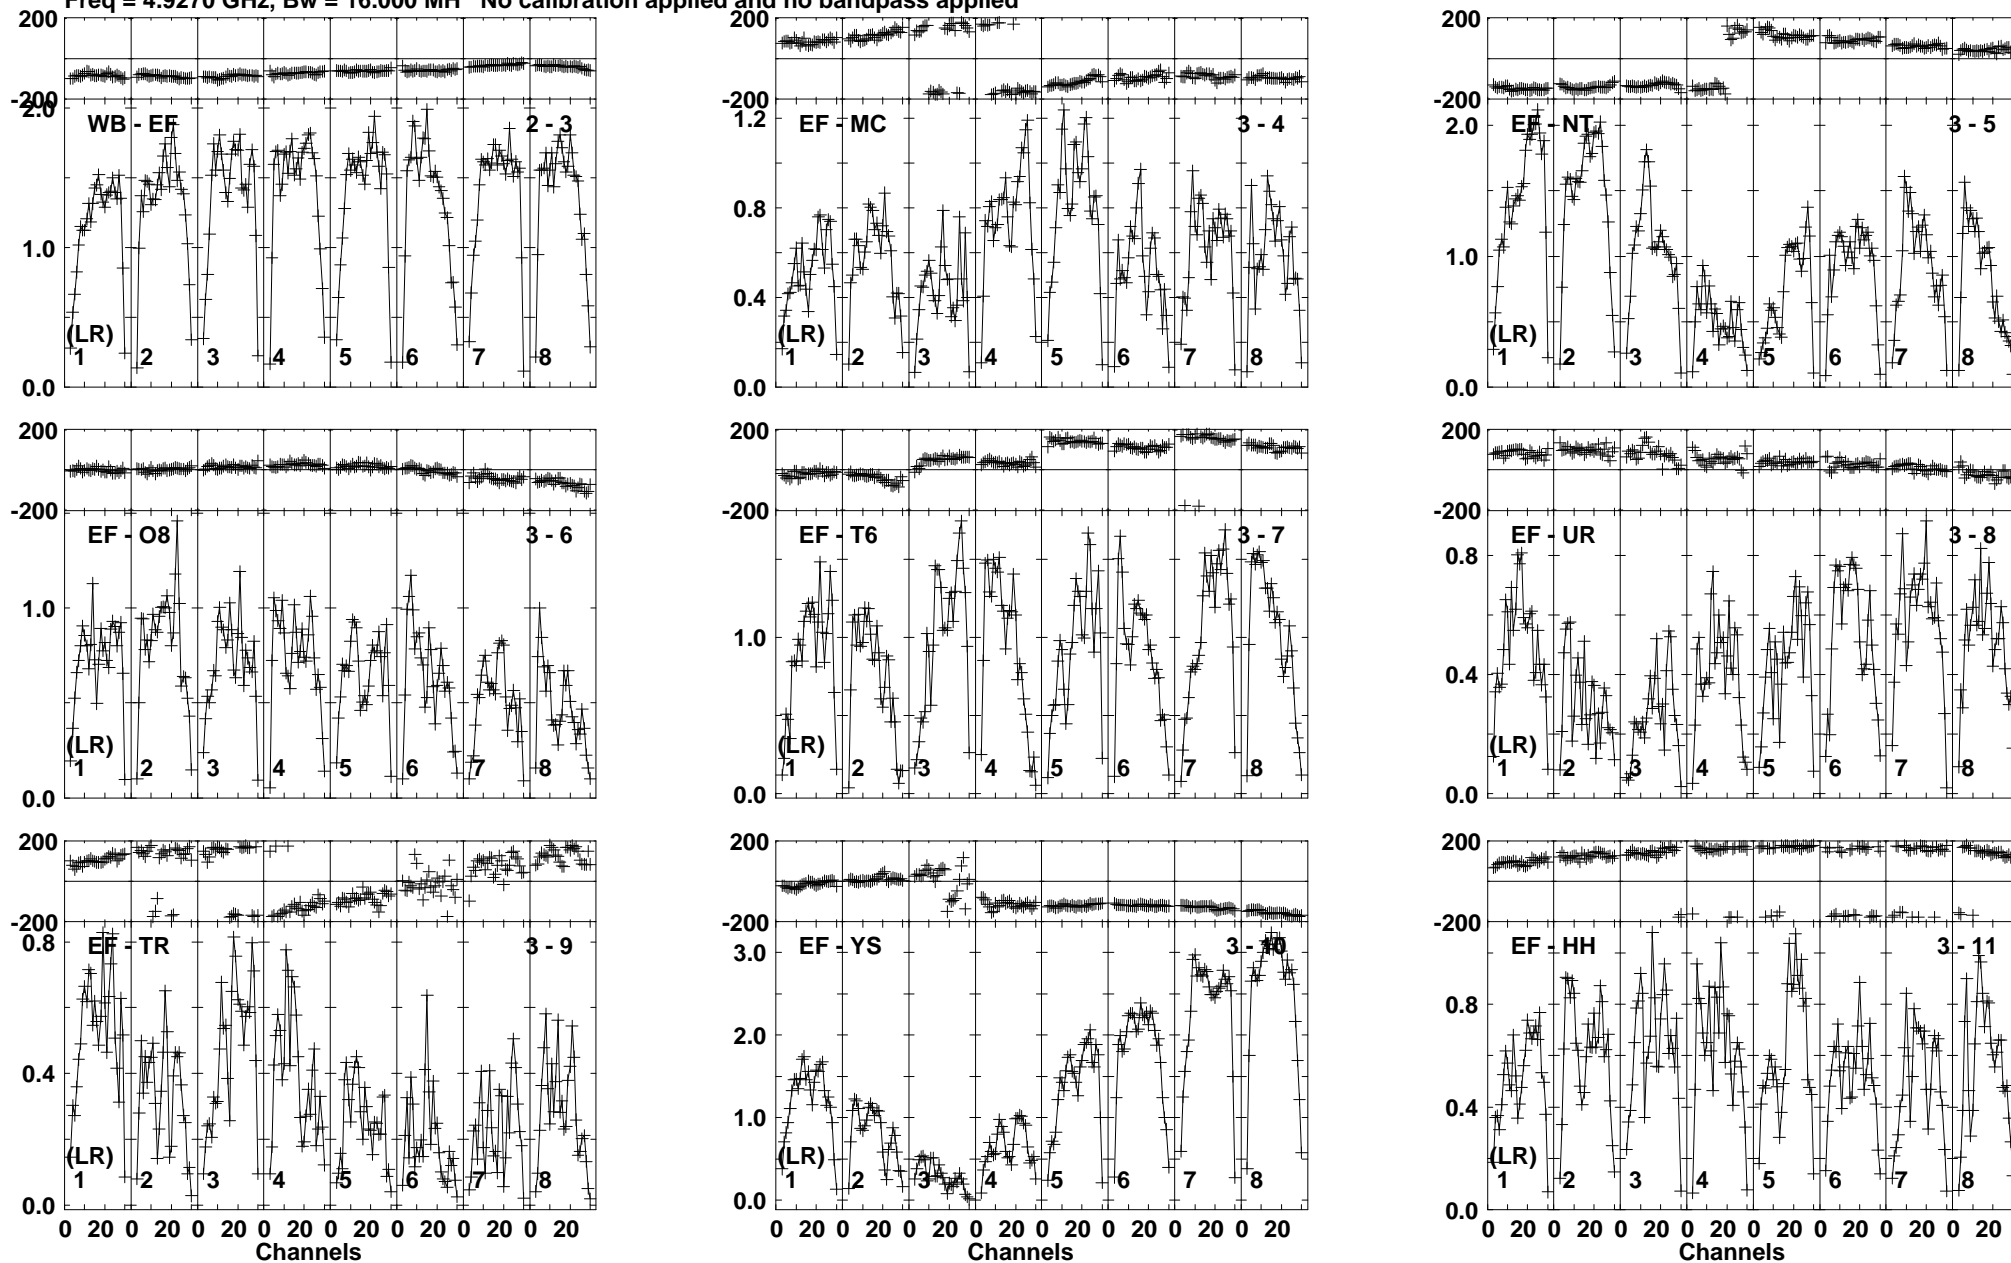 Freq = 4.9270 GHz, Bw = 16.000 MH No calibration applied and no bandpass applied
200 200 200
-200 -200 -200
2.0 WB - EF 2 - 3 1.2 EF - MC 3 - 4 2.0 EF - NT 3 - 5
0.8
1.0 1.0
0.4
(LR) (LR) (LR)
1 2 3 4 5 6 7 8 1 2 3 4 5 6 7 8 1 2 3 4 5 6 7 8
0.0 0.0 0.0
200 200 200
-200 -200 -200
EF - O8 3 - 6 EF - T6 3 - 7 EF - UR 3 - 8
0.8
1.0 1.0
0.4
(LR) (LR) (LR)
1 2 3 4 5 6 7 8 1 2 3 4 5 6 7 8 1 2 3 4 5 6 7 8
0.0 0.0 0.0
200 200 200
-200 -200 -200
0.8 EF - TR 3 - 9 3.0 EF - YS 3 - 10 EF - HH 3 - 11
2.0 0.8
0.4 1.0 0.4
(LR) (LR) (LR)
1 2 3 4 5 6 7 8 1 2 3 4 5 6 7 8 1 2 3 4 5 6 7 8
0.0 0.0 0.0
0 20 0 20 0 20 0 20 0 20 0 20 0 20 0 20 0 20 0 20 0 20 0 20 0 20 0 20 0 20 0 20 0 20 0 20 0 20 0 20 0 20 0 20 0 20 0 20
Channels Channels Channels